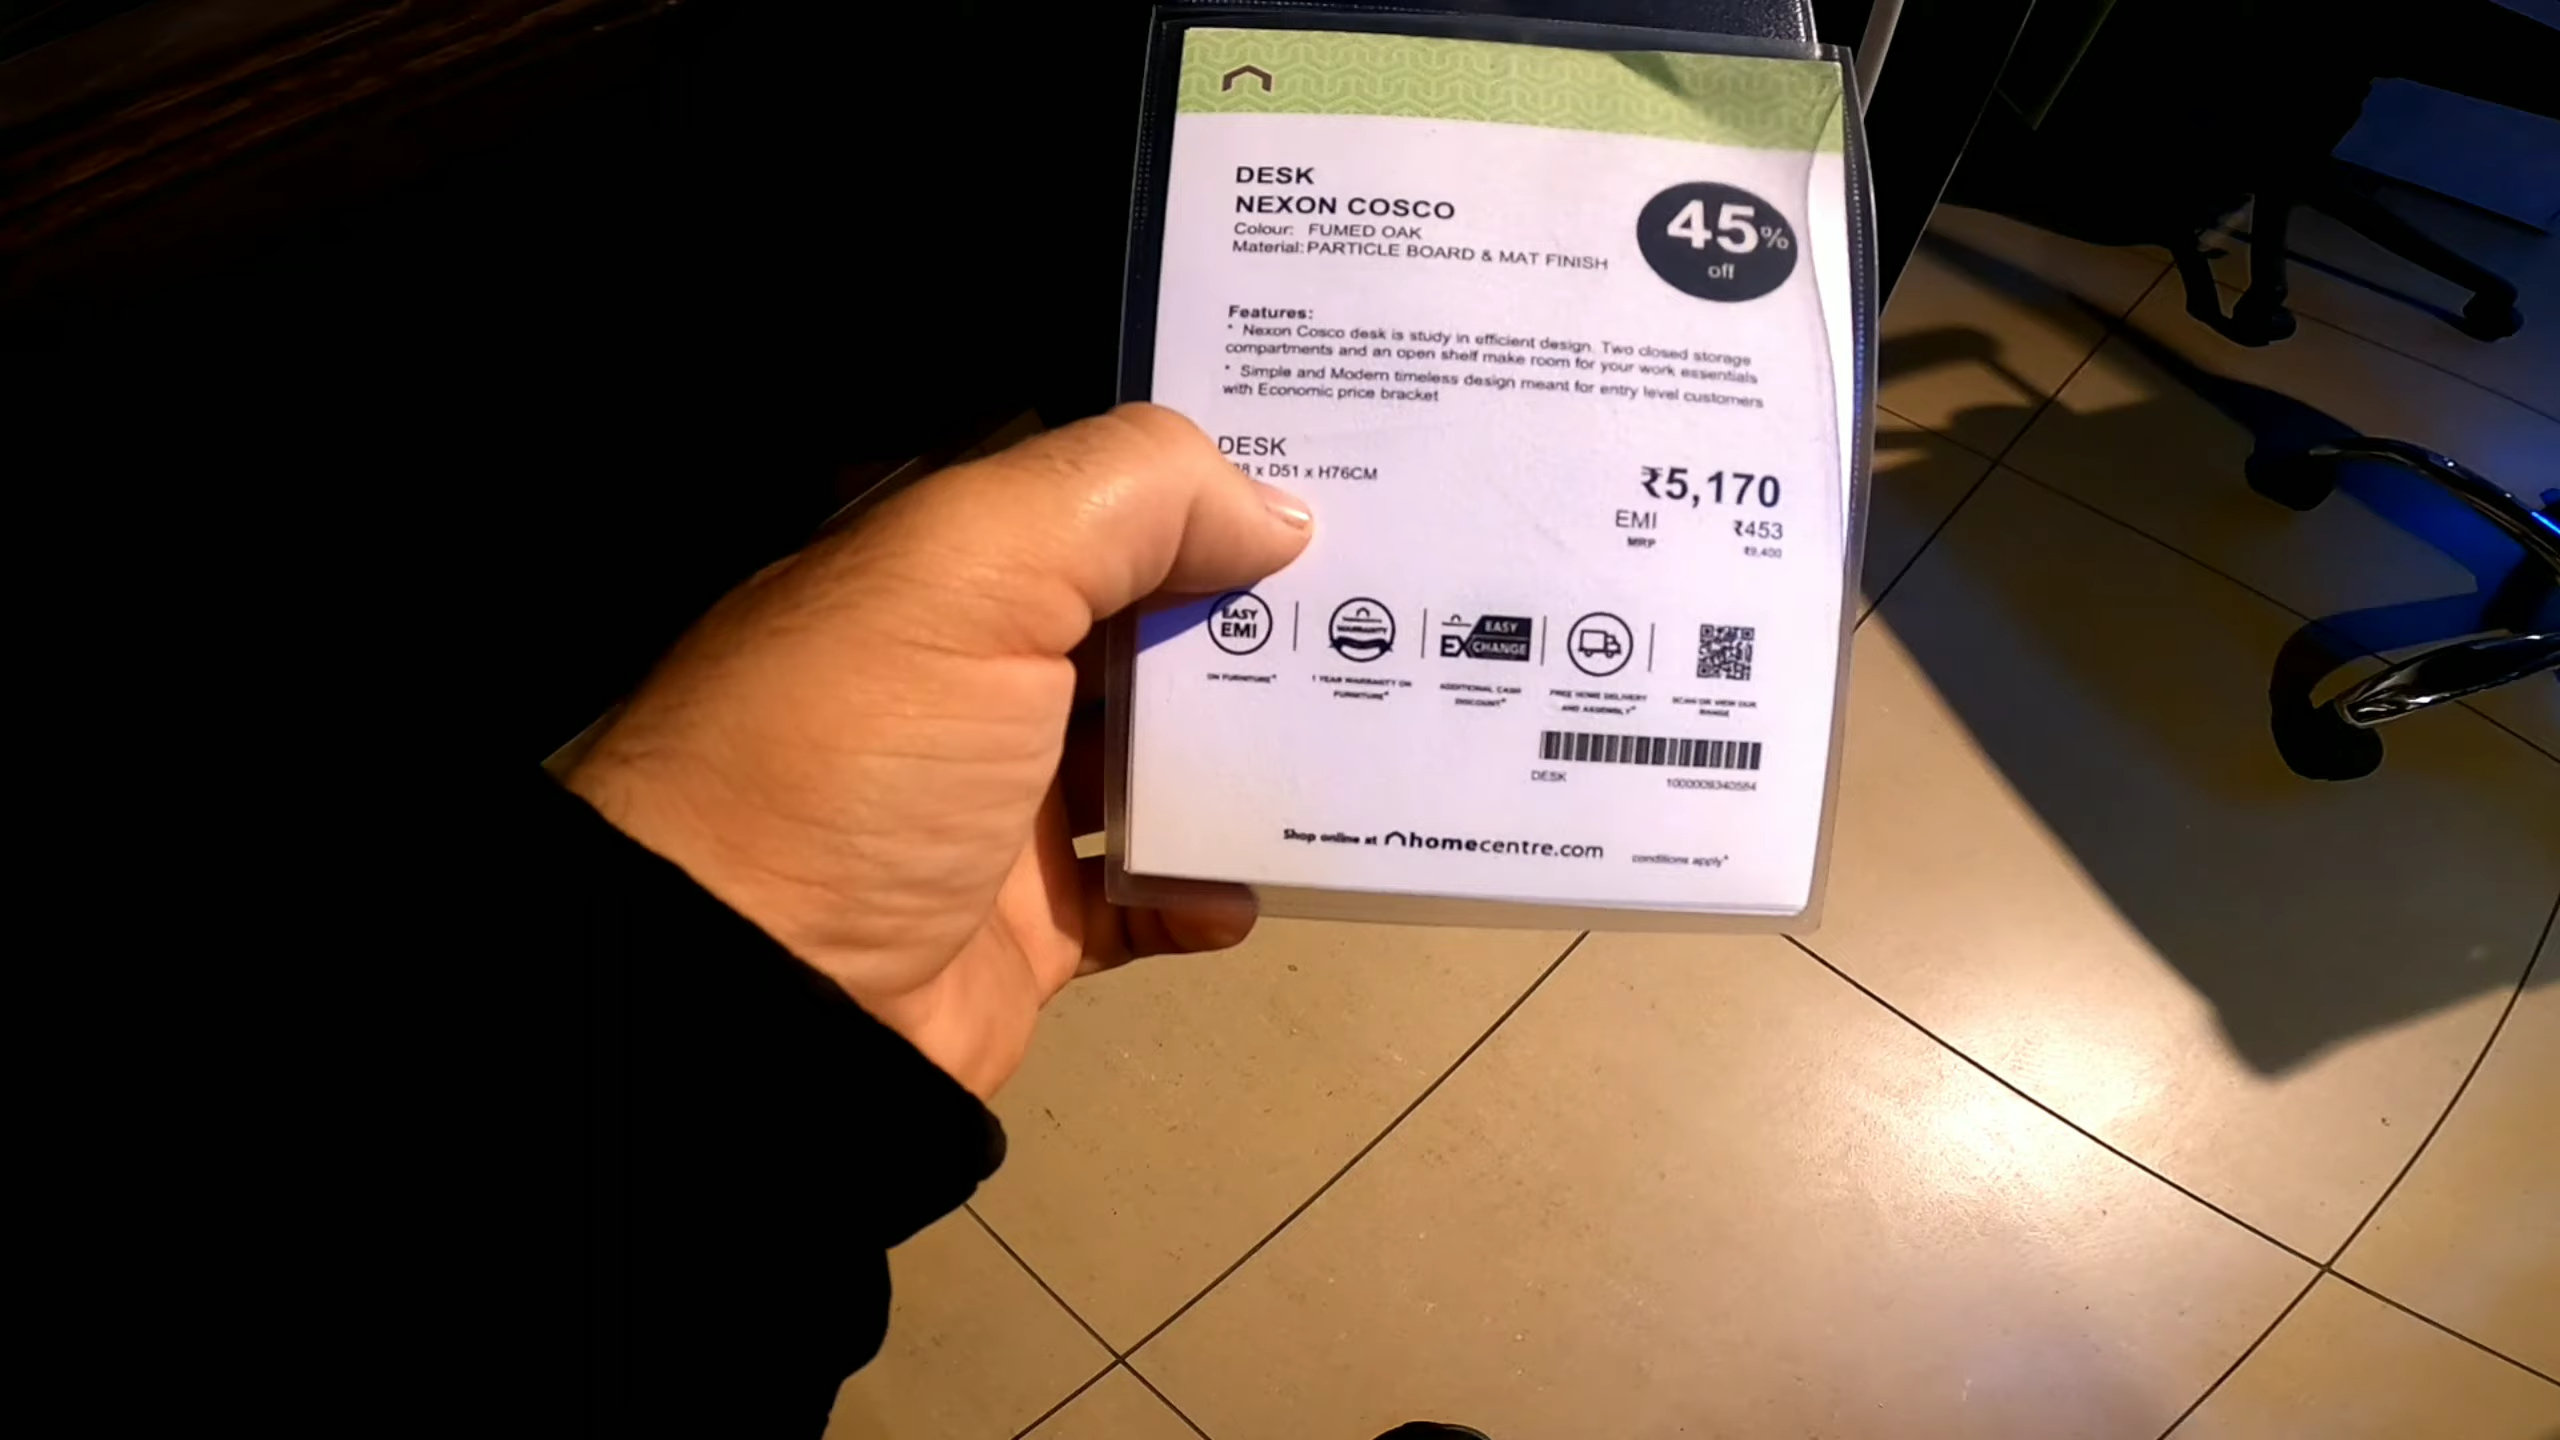 DESK
NEXON COSCO
Colour: FUMED OAK
Material: PARTICLE BOARD & MAT FINISH
45%
off
Features:
* Nexon Cosco desk is study in efficient design. Two closed storage
compartments and an open shelf make room for your work essentials
* Simple and Modern timeless design meant for entry level customers
with Economic price bracket
DESK
x D51 x H76CM
₹5,170
EMI ₹453
MRP ₹9,400
EASY
EMI
ON FURNITURE*
WARRANTY
1 YEAR WARRANTY ON
FURNITURE*
EASY
EXCHANGE
ADDITIONAL CASH
DISCOUNT*
FREE HOME DELIVERY
AND ASSEMBLY*
SCAN OR VIEW OUR
RANGE
DESK
Shop online at homecentre.com
conditions apply*